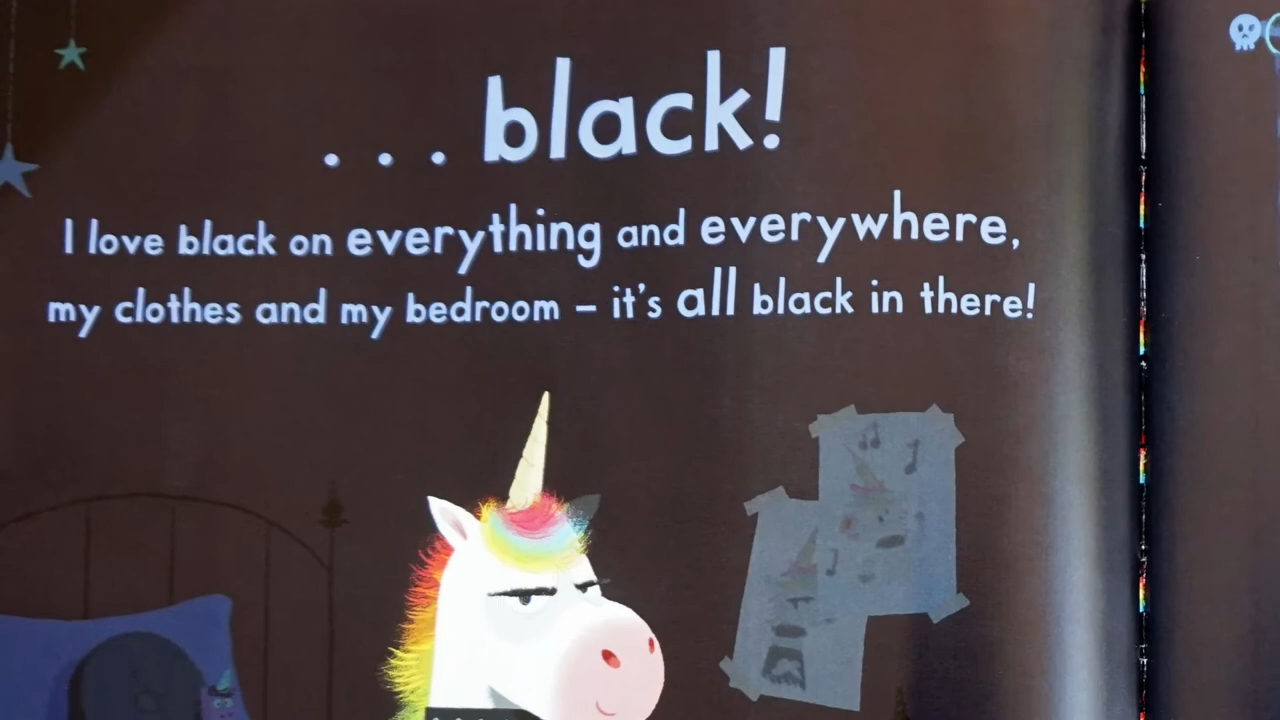 . . . black!
I love black on everything and everywhere,
my clothes and my bedroom – it's all black in there!